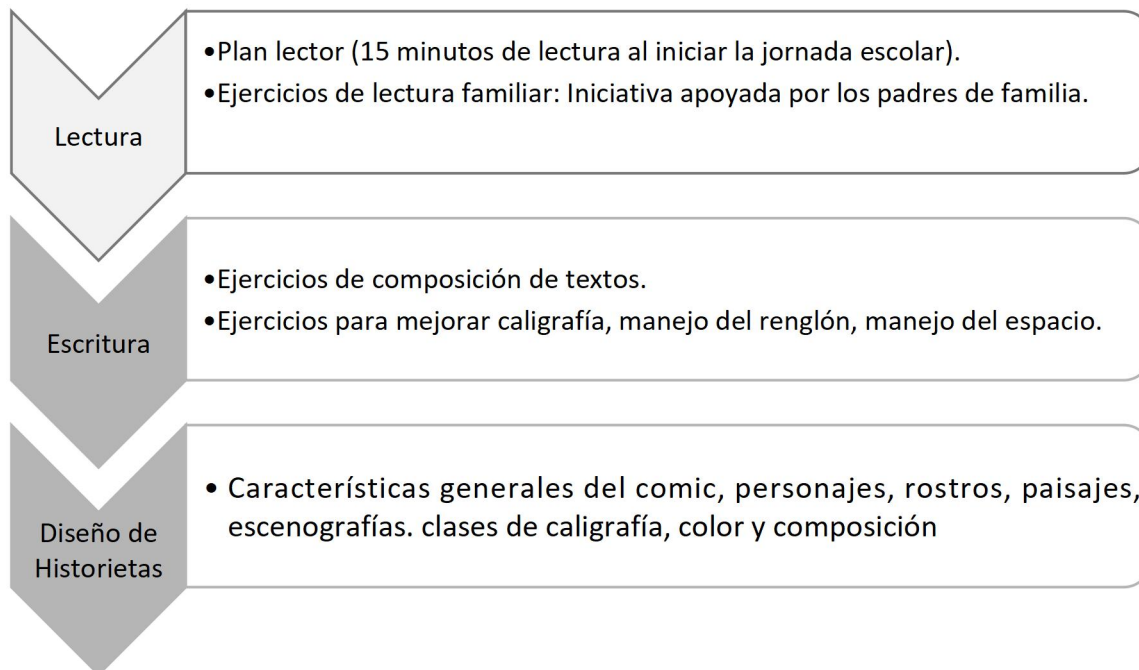 Lectura
•Plan lector (15 minutos de lectura al iniciar la jornada escolar).
•Ejercicios de lectura familiar: Iniciativa apoyada por los padres de familia.
Escritura
•Ejercicios de composición de textos.
•Ejercicios para mejorar caligrafía, manejo del renglón, manejo del espacio.
Diseño de
Historietas
• Características generales del comic, personajes, rostros, paisajes,
escenografías. clases de caligrafía, color y composición